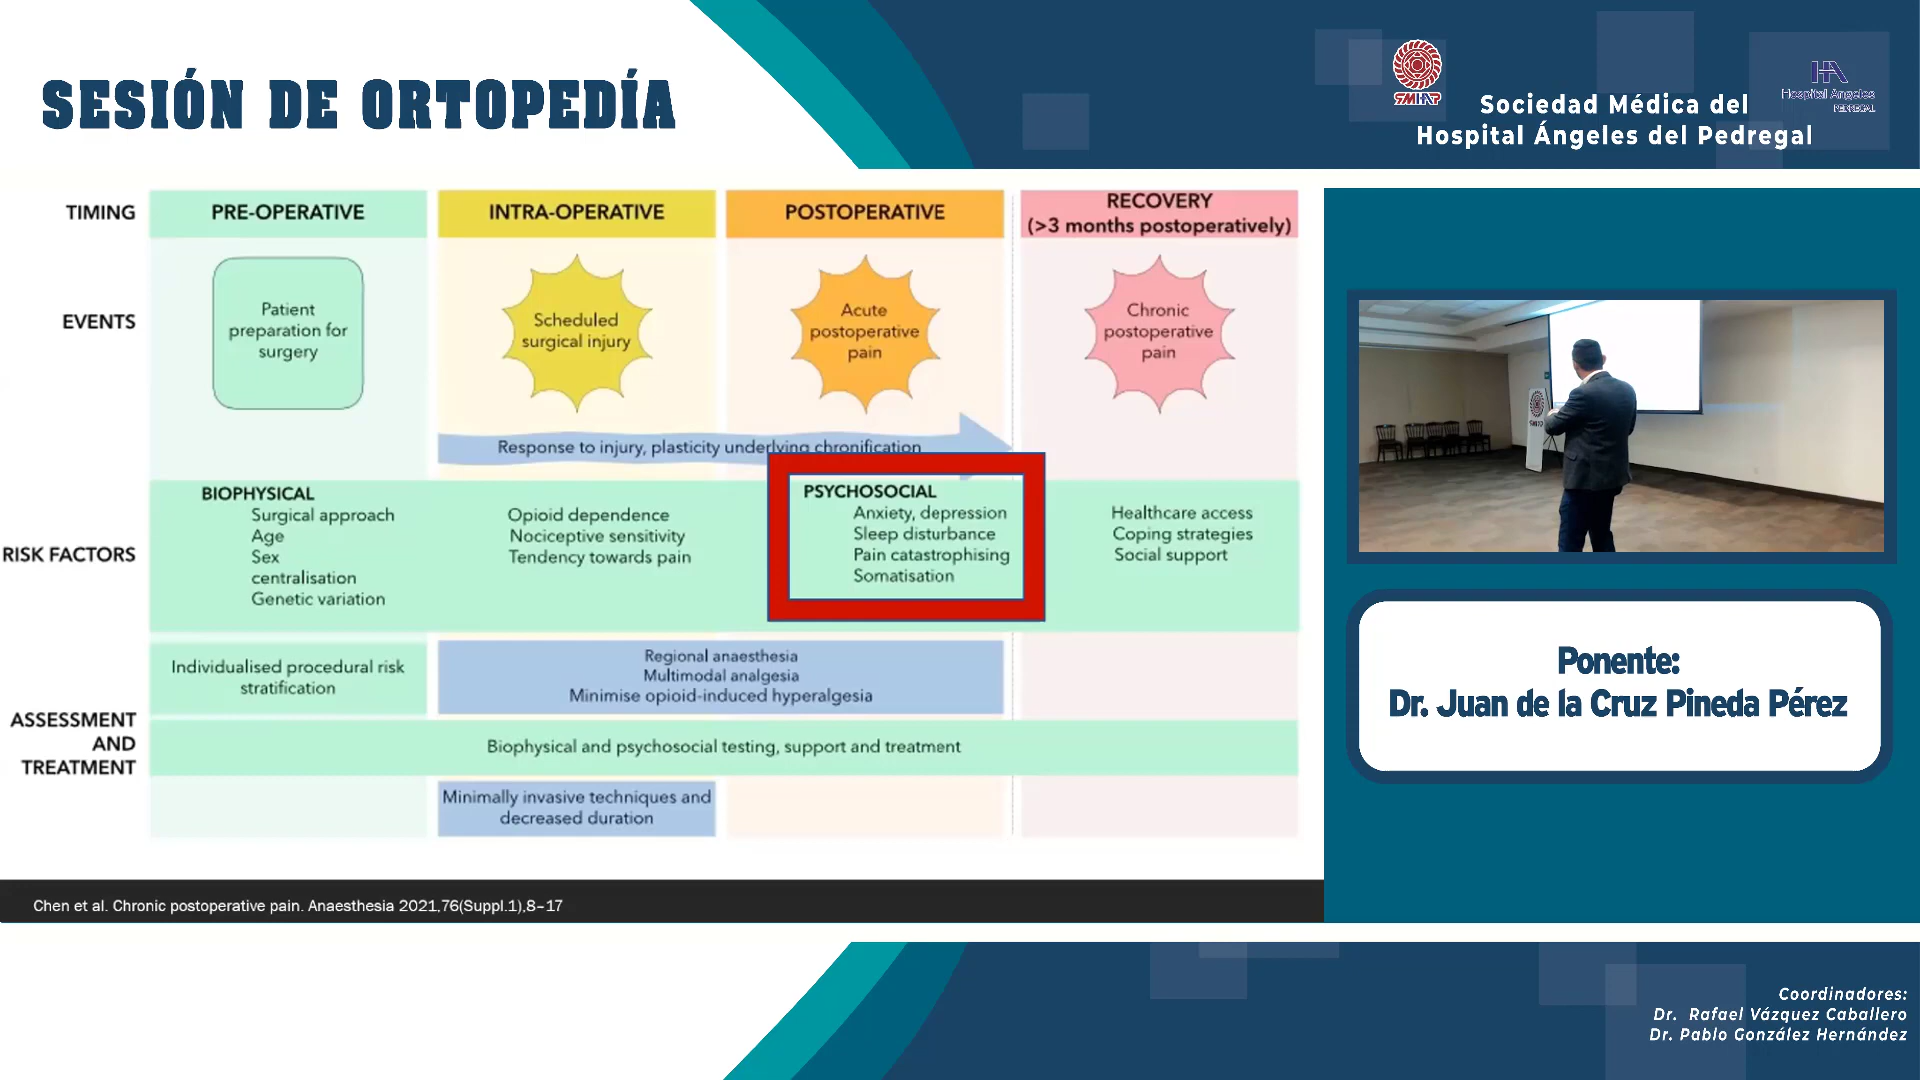 SESIÓN DE ORTOPEDÍA
SMHAP
Sociedad Médica del
Hospital Ángeles del Pedregal
HA
Hospital Angeles
PEDREGAL
TIMING
PRE-OPERATIVE
INTRA-OPERATIVE
POSTOPERATIVE
RECOVERY
(>3 months postoperatively)
EVENTS
Patient
preparation for
surgery
Scheduled
surgical injury
Acute
postoperative
pain
Chronic
postoperative
pain
Response to injury, plasticity underlying chronification
RISK FACTORS
BIOPHYSICAL
Surgical approach
Age
Sex
centralisation
Genetic variation
Opioid dependence
Nociceptive sensitivity
Tendency towards pain
PSYCHOSOCIAL
Anxiety, depression
Sleep disturbance
Pain catastrophising
Somatisation
Healthcare access
Coping strategies
Social support
ASSESSMENT
AND
TREATMENT
Individualised procedural risk
stratification
Regional anaesthesia
Multimodal analgesia
Minimise opioid-induced hyperalgesia
Biophysical and psychosocial testing, support and treatment
Minimally invasive techniques and
decreased duration
Chen et al. Chronic postoperative pain. Anaesthesia 2021,76(Suppl.1),8–17
Ponente:
Dr. Juan de la Cruz Pineda Pérez
Coordinadores:
Dr. Rafael Vázquez Caballero
Dr. Pablo González Hernández